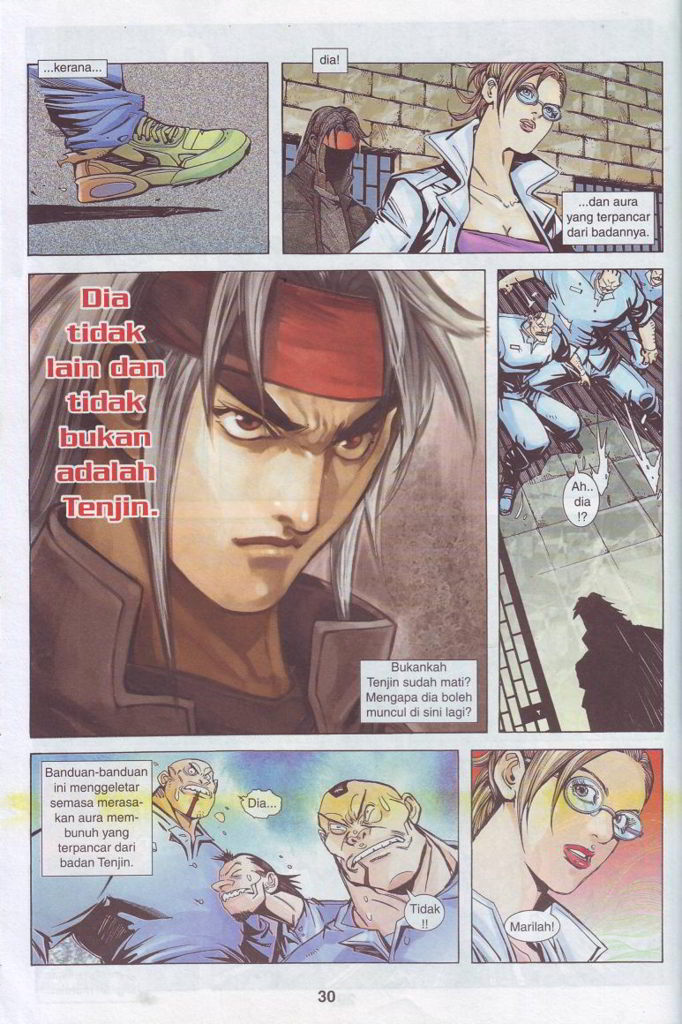 ...kerana...
dia!
...dan aura
yang terpancar
dari badannya.
Dia
tidak
lain dan
tidak
bukan
adalah
Tenjin.
Bukankah
Tenjin sudah mati?
Mengapa dia boleh
muncul di sini lagi?
Ah..
dia
!?
Banduan-banduan
ini menggeletar
semasa merasa-
kan aura mem-
bunuh yang
terpancar dari
badan Tenjin.
Dia...
Tidak
!!
Marilah!
30